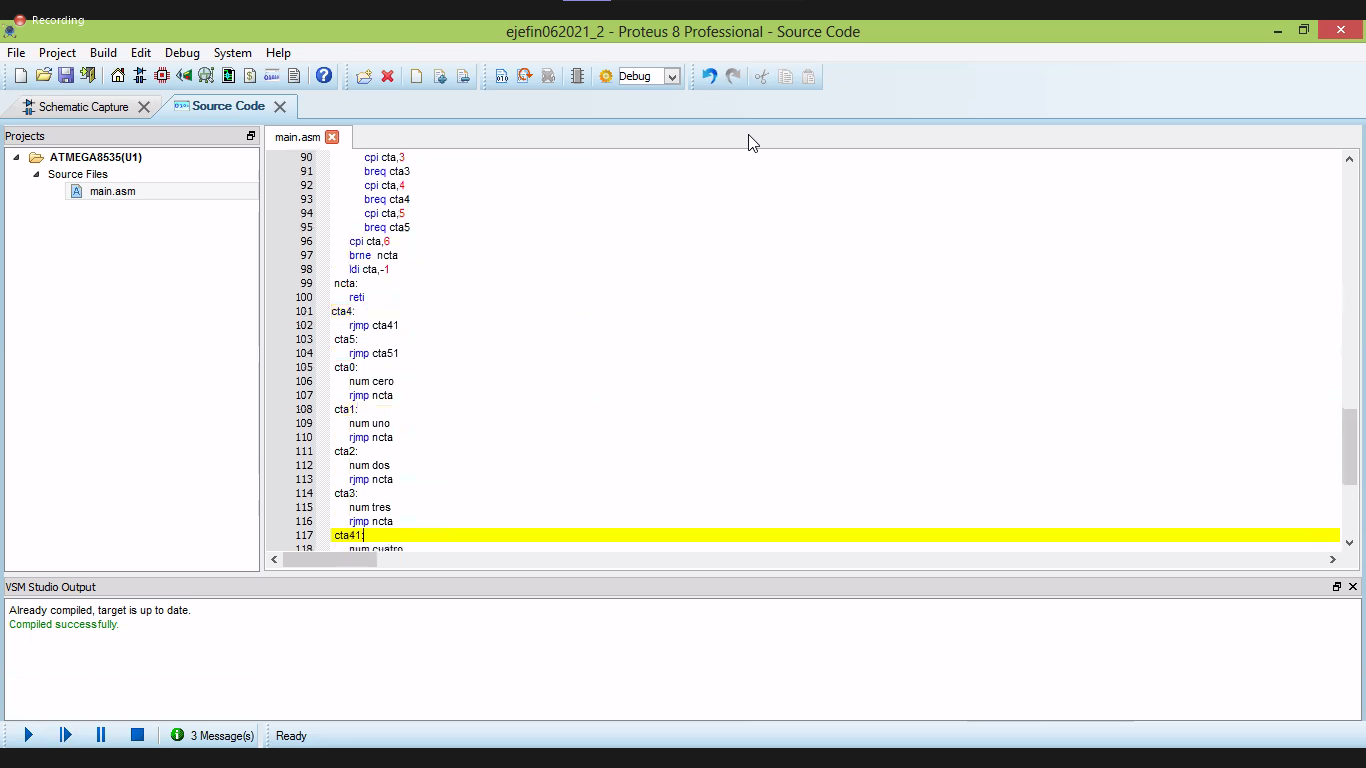 Recording
ejefin062021_2 - Proteus 8 Professional - Source Code
File Project Build Edit Debug System Help
Debug
Schematic Capture Source Code
Projects
ATMEGA8535(U1)
Source Files
main.asm
main.asm
90 cpi cta,3
91 breq cta3
92 cpi cta,4
93 breq cta4
94 cpi cta,5
95 breq cta5
96 cpi cta,6
97 brne ncta
98 ldi cta,-1
99 ncta:
100 reti
101 cta4:
102 rjmp cta41
103 cta5:
104 rjmp cta51
105 cta0:
106 num cero
107 rjmp ncta
108 cta1:
109 num uno
110 rjmp ncta
111 cta2:
112 num dos
113 rjmp ncta
114 cta3:
115 num tres
116 rjmp ncta
117 cta41:
118 num cuatro
VSM Studio Output
Already compiled, target is up to date.
Compiled successfully.
3 Message(s) Ready